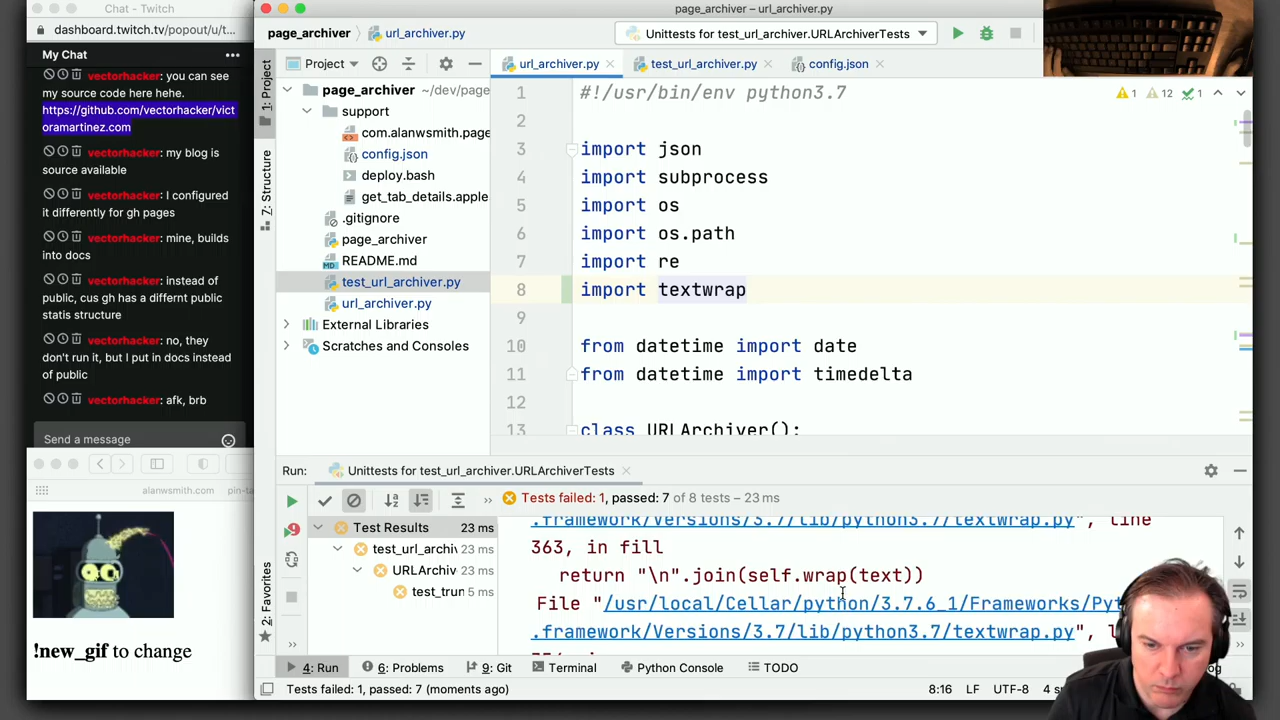 Chat - Twitch
dashboard.twitch.tv/popout/u/t...
My Chat
vectorhacker: you can see
my source code here hehe.
https://github.com/vectorhacker/vict
oramartinez.com
vectorhacker: my blog is
source available
vectorhacker: I configured
it differently for gh pages
vectorhacker: mine, builds
into docs
vectorhacker: instead of
public, cus gh has a differnt public
statis structure
vectorhacker: no, they
don't run it, but I put in docs instead
of public
vectorhacker: afk, brb
Send a message
alanwsmith.com pin-ta
!new_gif to change
page_archiver – url_archiver.py
page_archiver url_archiver.py
Unittests for test_url_archiver.URLArchiverTests
1: Project
7: Structure
2: Favorites
Project
url_archiver.py test_url_archiver.py config.json
page_archiver ~/dev/page
support
com.alanwsmith.page
config.json
deploy.bash
get_tab_details.apple
.gitignore
page_archiver
README.md
test_url_archiver.py
url_archiver.py
External Libraries
Scratches and Consoles
1 12 1
1 #!/usr/bin/env python3.7
2
3 import json
4 import subprocess
5 import os
6 import os.path
7 import re
8 import textwrap
9
10 from datetime import date
11 from datetime import timedelta
12
13 class URLArchiver():
Run: Unittests for test_url_archiver.URLArchiverTests
Tests failed: 1, passed: 7 of 8 tests – 23 ms
Test Results 23 ms
test_url_archi 23 ms
URLArchiv 23 ms
test_trun 5 ms
.framework/Versions/3.7/lib/python3.7/textwrap.py", line
363, in fill
return "\n".join(self.wrap(text))
File "/usr/local/Cellar/python/3.7.6_1/Frameworks/Pyt
.framework/Versions/3.7/lib/python3.7/textwrap.py", l
4: Run 6: Problems 9: Git Terminal Python Console TODO
Tests failed: 1, passed: 7 (moments ago)
8:16 LF UTF-8 4 s